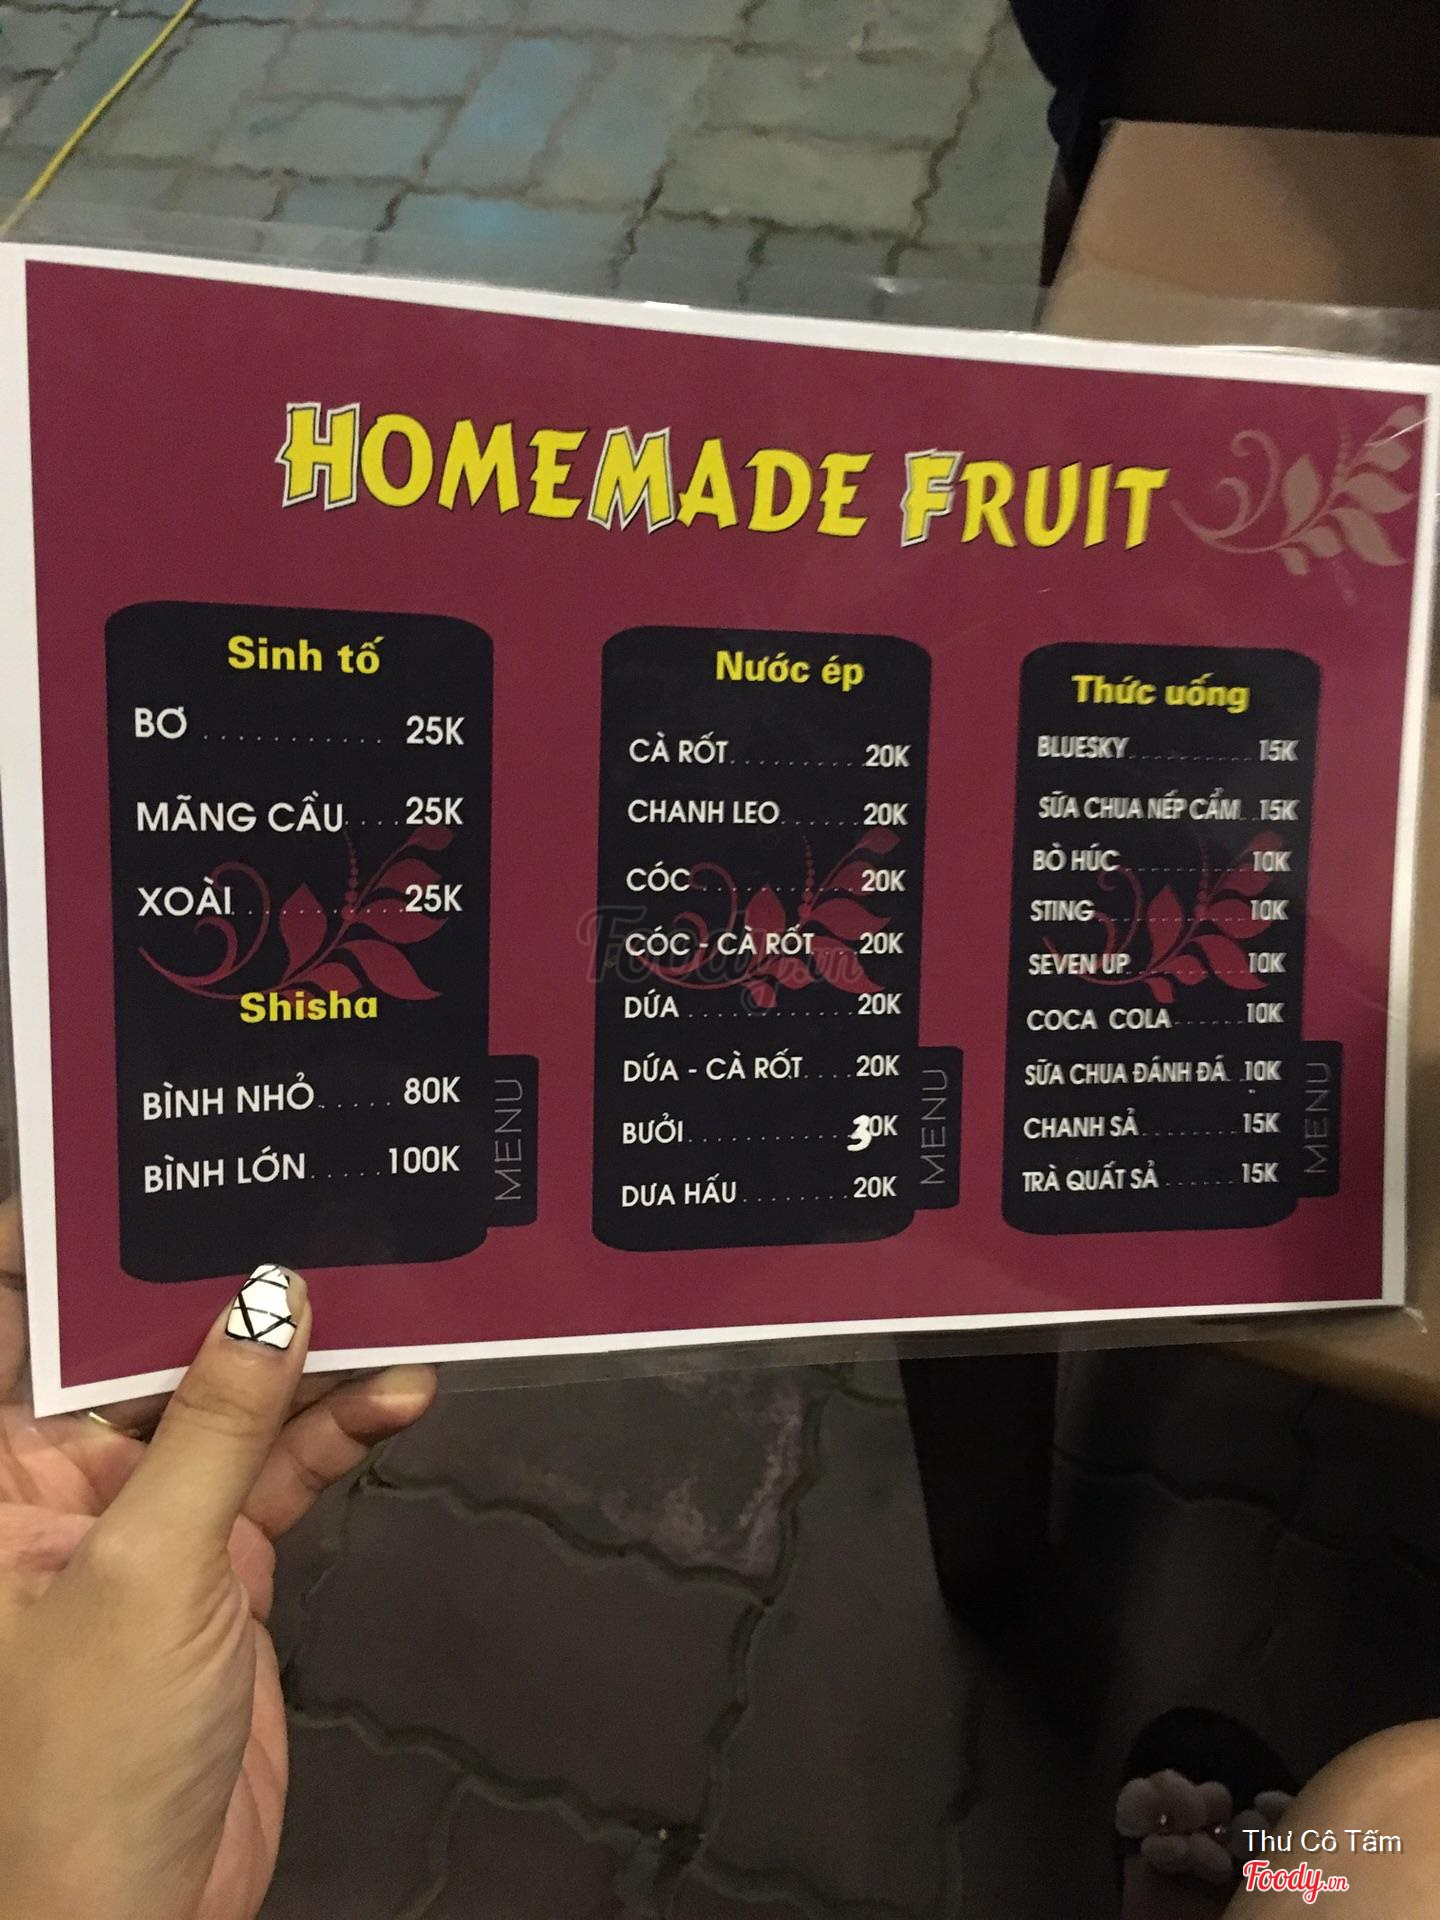 HOMEMADE FRUIT
Sinh tố
BƠ ........... 25K
MÃNG CẦU .... 25K
XOÀI ........... 25K
Shisha
BÌNH NHỎ ..... 80K
BÌNH LỚN ..... 100K
MENU
Nước ép
CÀ RỐT .......... 20K
CHANH LEO ...... 20K
CÓC ............ 20K
CÓC - CÀ RỐT ... 20K
DỨA ............ 20K
DỨA - CÀ RỐT .... 20K
BƯỞI ............ 30K
DƯA HẤU ........ 20K
MENU
Thức uống
BLUESKY .......... 15K
SỮA CHUA NẾP CẨM .. 15K
BÒ HÚC .......... 10K
STING ............ 10K
SEVEN UP ......... 10K
COCA COLA ...... 10K
SỮA CHUA ĐÁNH ĐÁ .. 10K
CHANH SẢ ........ 15K
TRÀ QUẤT SẢ ...... 15K
MENU
Foody.vn
Thư Cô Tấm
Foody.vn